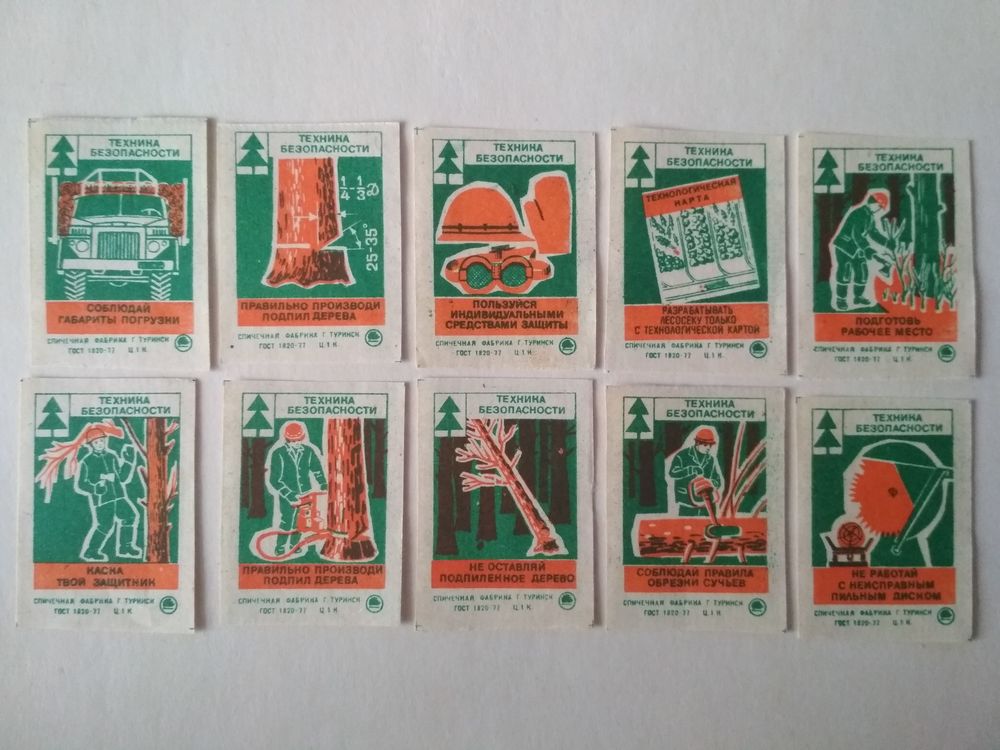 ТЕХНИКА
БЕЗОПАСНОСТИ
СОБЛЮДАЙ
ГАБАРИТЫ ПОГРУЗКИ
СПИЧЕЧНАЯ ФАБРИКА Г. ТУРИНСК
ГОСТ 1820-77 Ц. 1 К.
ТЕХНИКА
БЕЗОПАСНОСТИ
1/4-1/3 D
25-35°
ПРАВИЛЬНО ПРОИЗВОДИ
ПОДПИЛ ДЕРЕВА
СПИЧЕЧНАЯ ФАБРИКА Г. ТУРИНСК
ГОСТ 1820-77 Ц. 1 К.
ТЕХНИКА
БЕЗОПАСНОСТИ
ПОЛЬЗУЙСЯ
ИНДИВИДУАЛЬНЫМИ
СРЕДСТВАМИ ЗАЩИТЫ
СПИЧЕЧНАЯ ФАБРИКА Г. ТУРИНСК
ГОСТ 1820-77 Ц. 1 К.
ТЕХНИКА
БЕЗОПАСНОСТИ
ТЕХНОЛОГИЧЕСКАЯ
КАРТА
РАЗРАБАТЫВАТЬ
ЛЕСОСЕКУ ТОЛЬКО
С ТЕХНОЛОГИЧЕСКОЙ КАРТОЙ
СПИЧЕЧНАЯ ФАБРИКА Г. ТУРИНСК
ГОСТ 1820-77 Ц. 1 К.
ТЕХНИКА
БЕЗОПАСНОСТИ
ПОДГОТОВЬ
РАБОЧЕЕ МЕСТО
СПИЧЕЧНАЯ ФАБРИКА Г. ТУРИНСК
ГОСТ 1820-77 Ц. 1 К.
ТЕХНИКА
БЕЗОПАСНОСТИ
КАСКА
ТВОЙ ЗАЩИТНИК
СПИЧЕЧНАЯ ФАБРИКА Г. ТУРИНСК
ГОСТ 1820-77 Ц. 1 К.
ТЕХНИКА
БЕЗОПАСНОСТИ
ПРАВИЛЬНО ПРОИЗВОДИ
ПОДПИЛ ДЕРЕВА
СПИЧЕЧНАЯ ФАБРИКА Г. ТУРИНСК
ГОСТ 1820-77 Ц. 1 К.
ТЕХНИКА
БЕЗОПАСНОСТИ
НЕ ОСТАВЛЯЙ
ПОДПИЛЕННОЕ ДЕРЕВО
СПИЧЕЧНАЯ ФАБРИКА Г. ТУРИНСК
ГОСТ 1820-77 Ц. 1 К.
ТЕХНИКА
БЕЗОПАСНОСТИ
СОБЛЮДАЙ ПРАВИЛА
ОБРЕЗКИ СУЧЬЕВ
СПИЧЕЧНАЯ ФАБРИКА Г. ТУРИНСК
ГОСТ 1820-77 Ц. 1 К.
ТЕХНИКА
БЕЗОПАСНОСТИ
НЕ РАБОТАЙ
С НЕИСПРАВНЫМ
ПИЛЬНЫМ ДИСКОМ
СПИЧЕЧНАЯ ФАБРИКА Г. ТУРИНСК
ГОСТ 1820-77 Ц. 1 К.